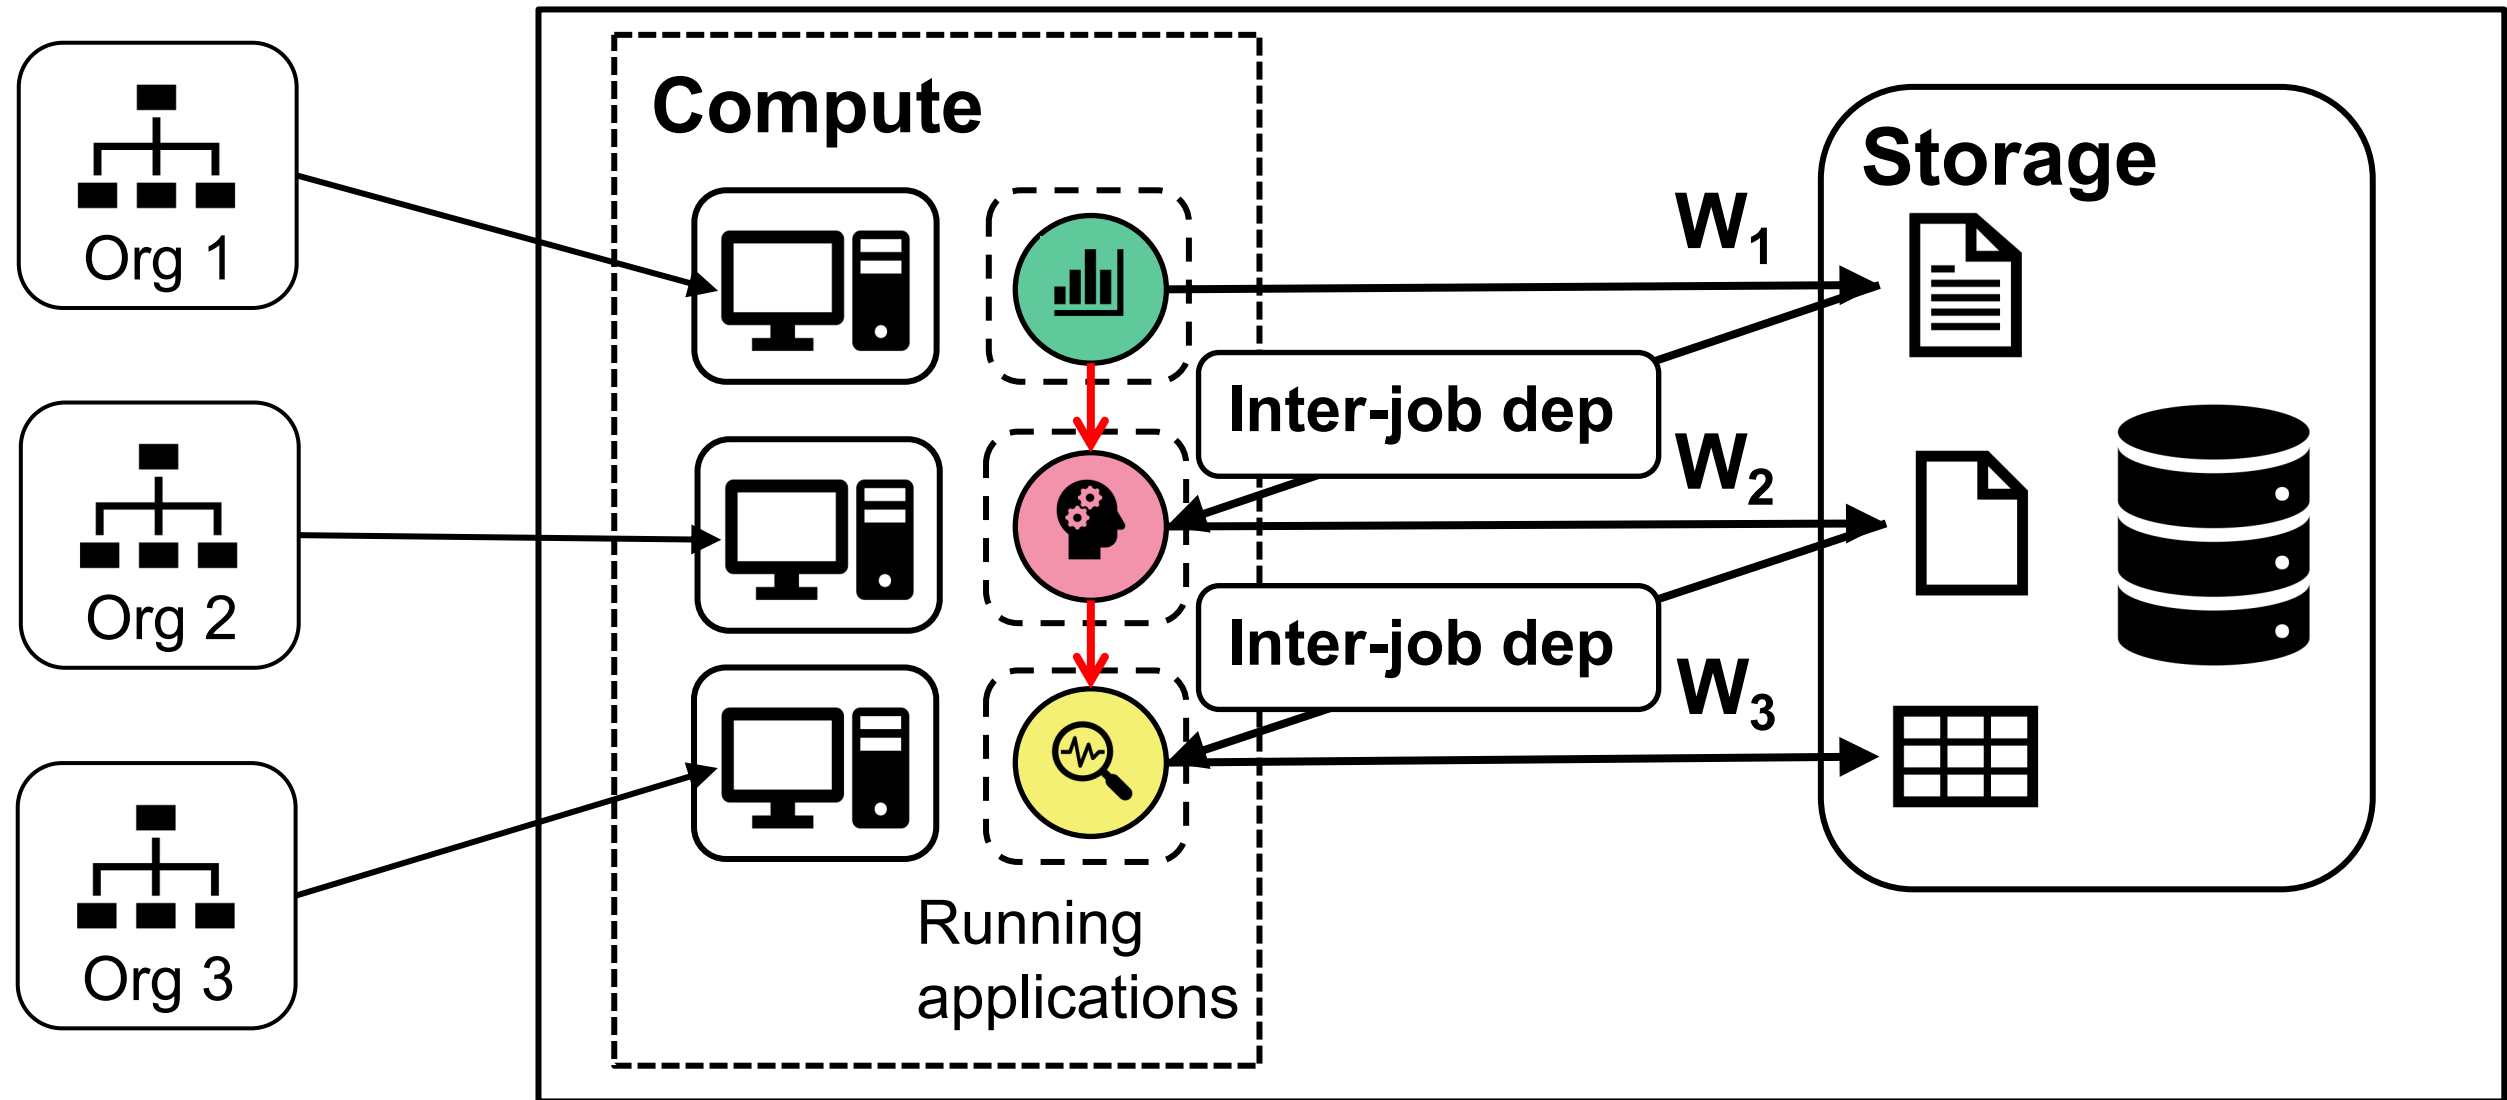 Org 1
Org 2
Org 3
Compute
Running
applications
W₁
Inter-job dep
W₂
Inter-job dep
W₃
Storage